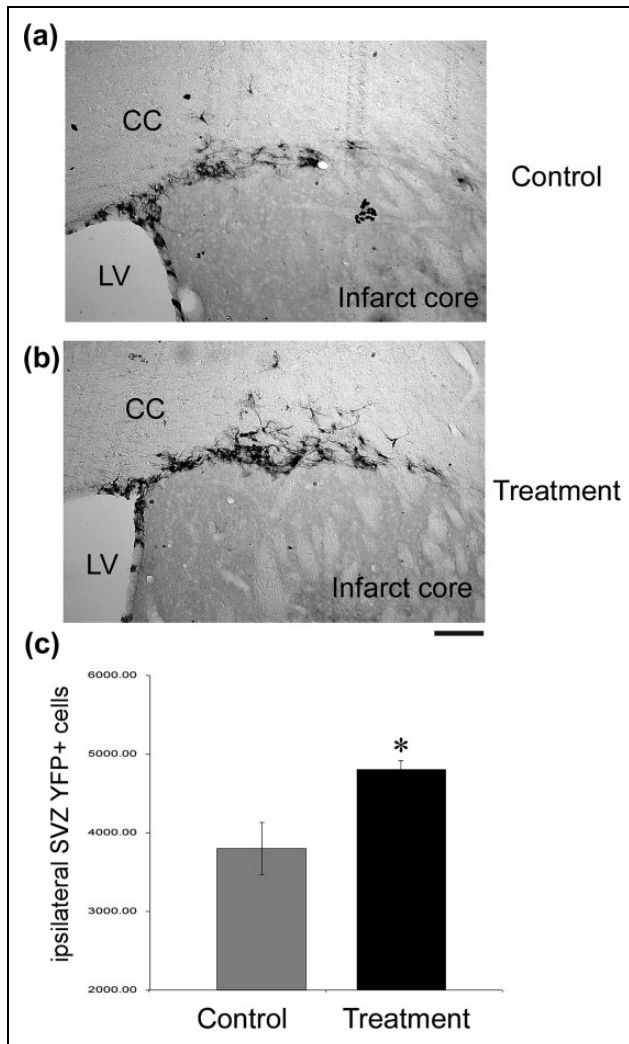 (a)
CC
LV
Infarct core
Control
(b)
CC
LV
Infarct core
Treatment
(c)
ipsilateral SVZ YFP+ cells
6000.00
5000.00
4000.00
3000.00
2000.00
*
Control
Treatment